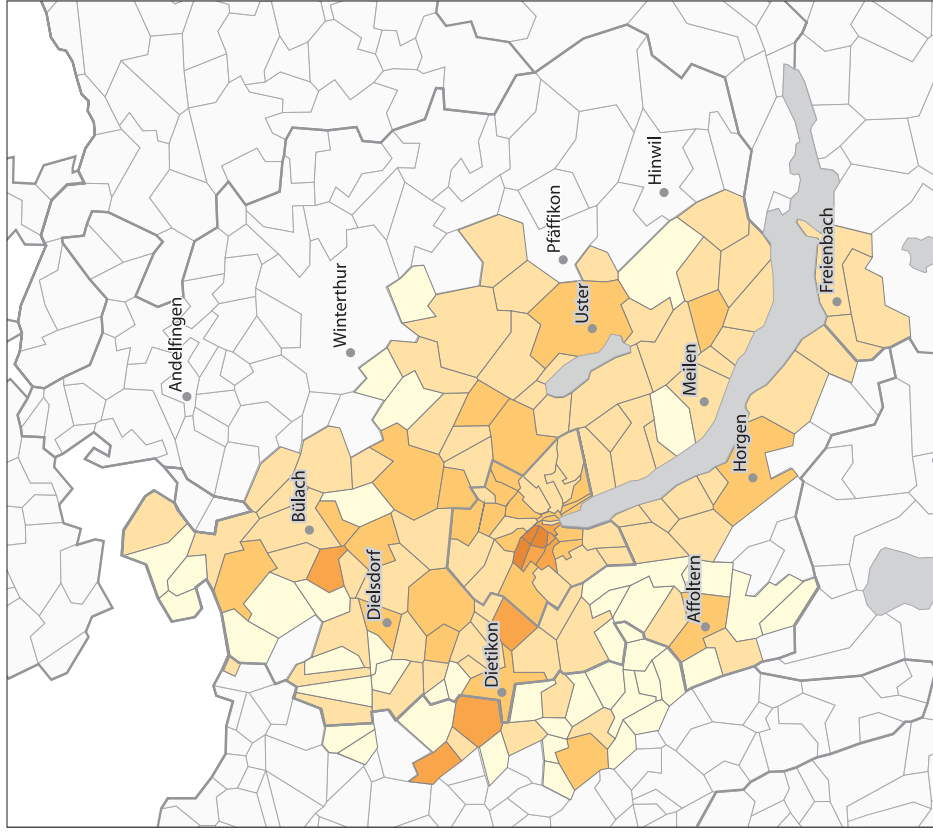 Andelfingen
Winterthur
Pfäffikon
Hinwil
Bülach
Uster
Dielsdorf
Meilen
Freienbach
Horgen
Dietikon
Affoltern